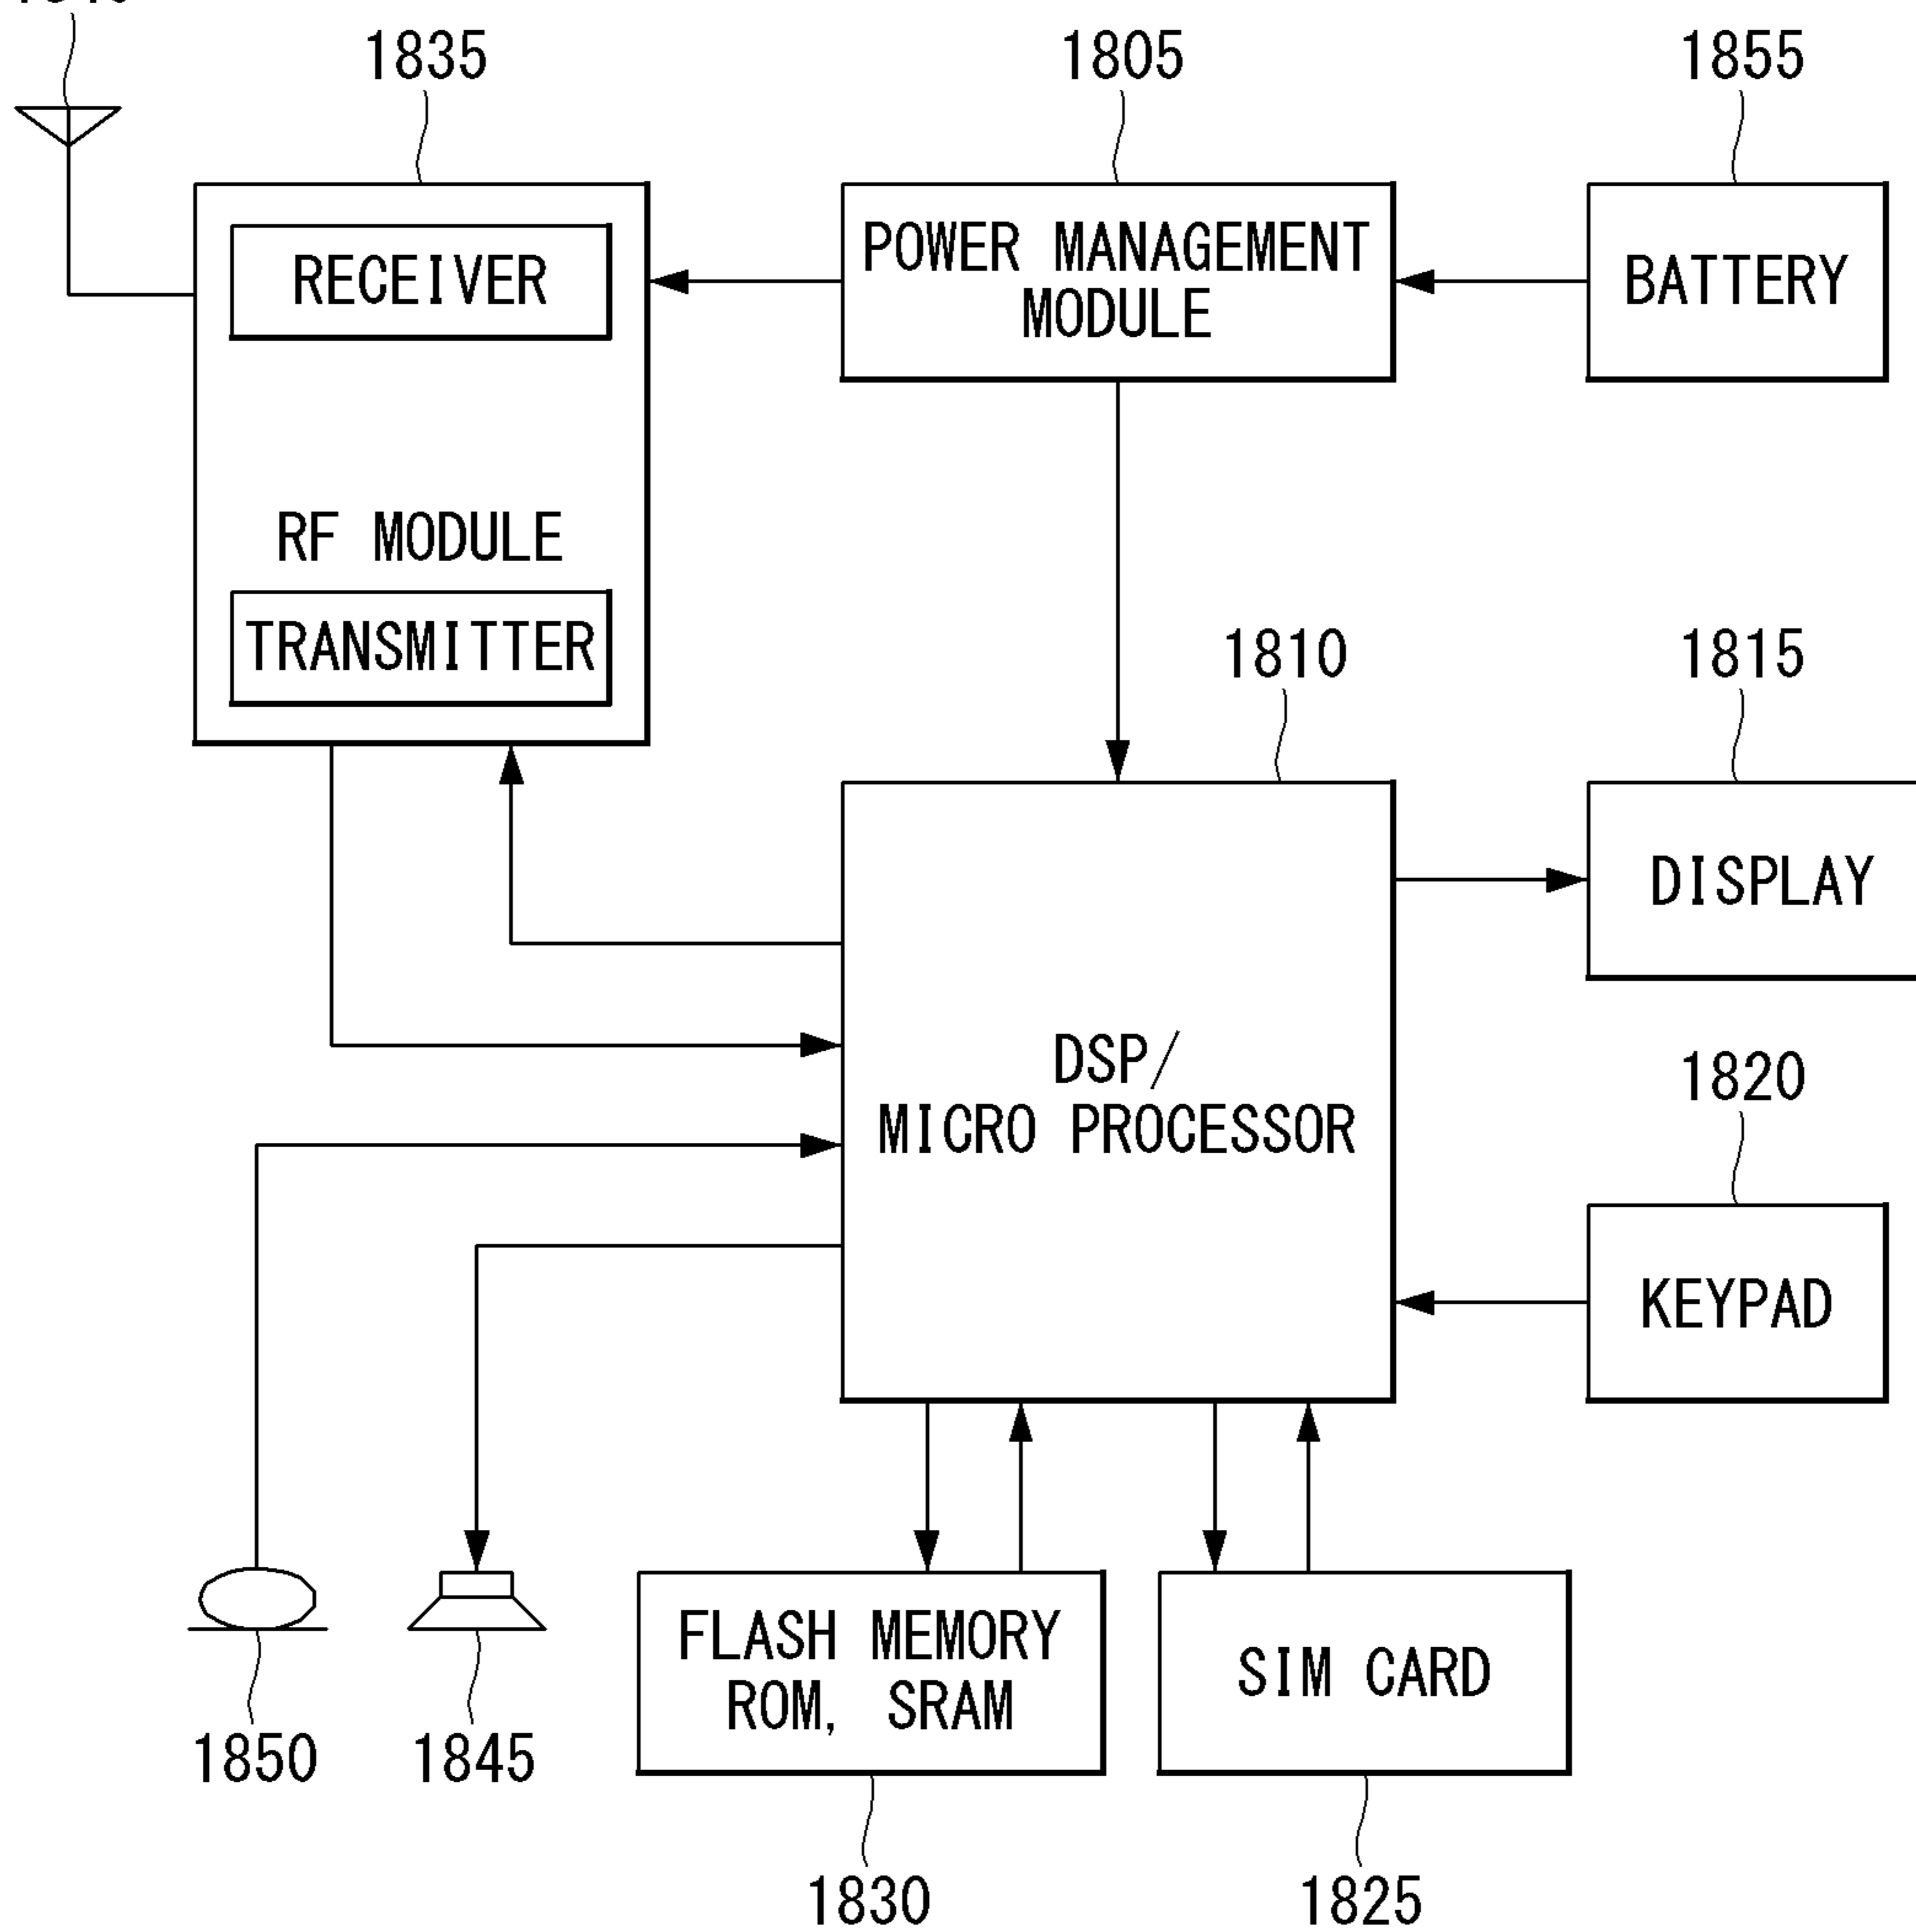 1835
1805
1855
RECEIVER
POWER MANAGEMENT
MODULE
BATTERY
RF MODULE
TRANSMITTER
1810
1815
DISPLAY
DSP/
MICRO PROCESSOR
1820
KEYPAD
FLASH MEMORY
ROM, SRAM
SIM CARD
1850
1845
1830
1825